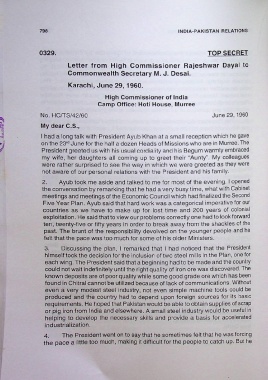 796 INDIA-PAKISTAN RELATIONS
0329. TOP SECRET
Letter from High Commissioner Rajeshwar Dayal to
Commonwealth Secretary M. J. Desai.
Karachi, June 29, 1960.
High Commissioner of India
Camp Office: Hoti House, Murree
No. HC/TS/42/60 June 29, 1960
My dear C.S.,
I had a long talk with President Ayub Khan at a small reception which he gave
on the 23rd June for the half a dozen Heads of Missions who are in Murree. The
President greeted us with his usual cordiality and his Begum warmly embraced
my wife, her daughters all coming up to greet their "Aunty". My colleagues
were rather surprised to see the way in which we were greeted as they were
not aware of our personal relations with the President and his family.
2. Ayub took me aside and talked to me for most of the evening. I opened
the conversation by remarking that he had a very busy time, what with Cabinet
meetings and meetings of the Economic Council which had finalized the Second
Five Year Plan. Ayub said that hard work was a categorical imperative for our
countries as we have to make up for lost time and 200 years of colonial
exploitation. He said that to view our problems correctly one had to look forward
ten, twenty-five or fifty years in order to break away from the shackles of the
past. The brunt of the responsibility devolved on the younger people and he
felt that the pace was too much for some of his older Ministers.
3. Discussing the plan, I remarked that I had noticed that the President
himself took the decision for the inclusion of two steel mills in the Plan, one for
each wing. The President said that a beginning had to be made and the country
could not wait indefinitely until the right quality of iron ore was discovered. The
known deposits are of poor quality while some good grade ore which has been
found in Chitral cannot be utilized because of lack of communications. Without
even a very modest steel industry, not even simple machine tools could be
produced and the country had to depend upon foreign sources for its basic
requirements. He hoped that Pakistan would be able to obtain supplies of scrap
or pig iron from India and elsewhere. A small steel industry would be useful in
helping to develop the necessary skills and provide a basis for accelerated
industrialization.
4. The President went on to say that he sometimes felt that he was forcing
the pace a little too much, making it difficult for the people to catch up. But he